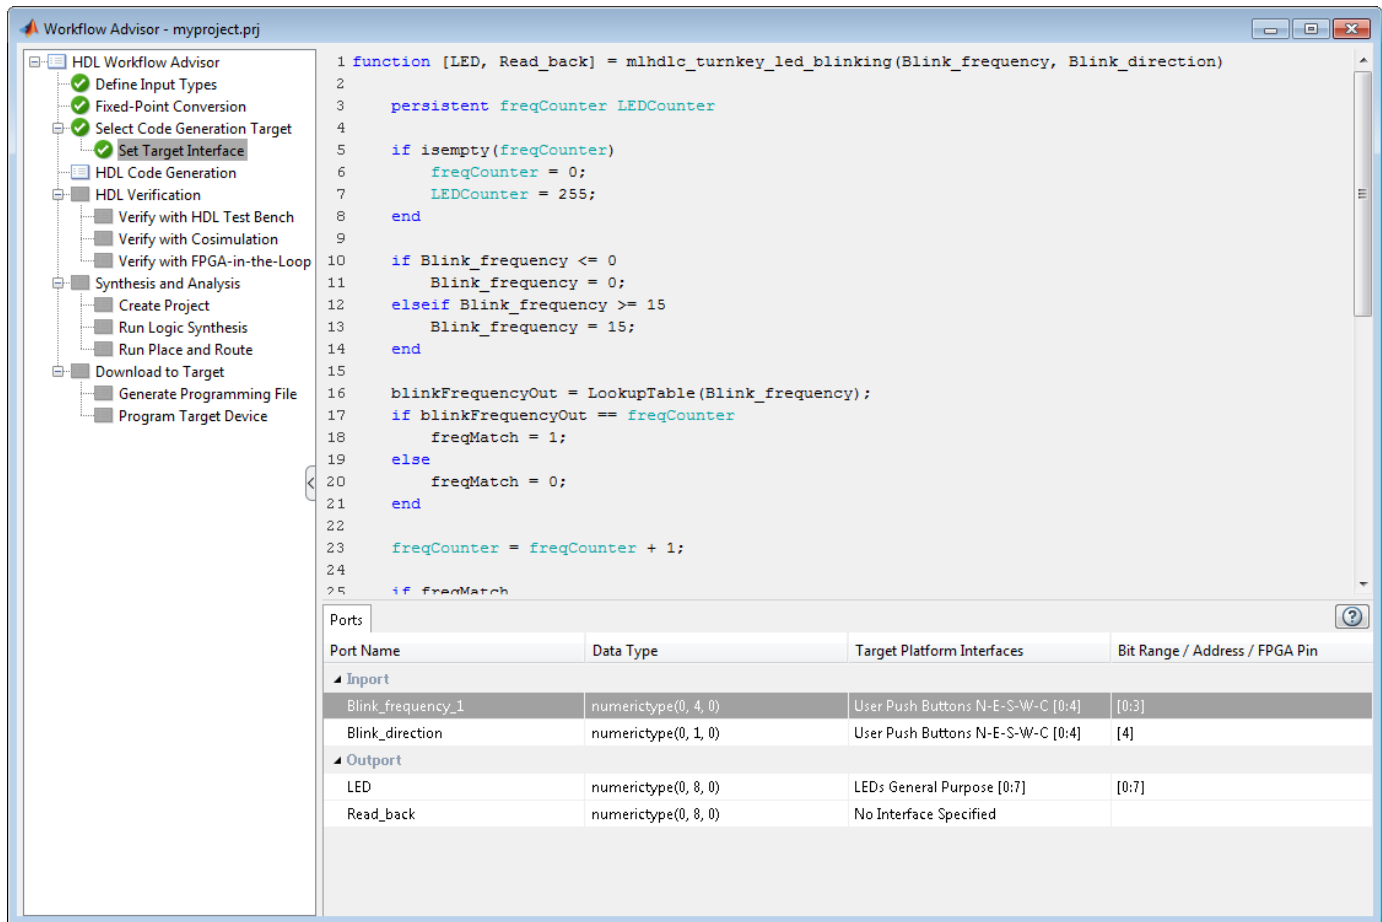 Workflow Advisor - myproject.prj
HDL Workflow Advisor
Define Input Types
Fixed-Point Conversion
Select Code Generation Target
Set Target Interface
HDL Code Generation
HDL Verification
Verify with HDL Test Bench
Verify with Cosimulation
Verify with FPGA-in-the-Loop
Synthesis and Analysis
Create Project
Run Logic Synthesis
Run Place and Route
Download to Target
Generate Programming File
Program Target Device
1 function [LED, Read_back] = mlhdlc_turnkey_led_blinking(Blink_frequency, Blink_direction)
2
3 persistent freqCounter LEDCounter
4
5 if isempty(freqCounter)
6 freqCounter = 0;
7 LEDCounter = 255;
8 end
9
10 if Blink_frequency <= 0
11 Blink_frequency = 0;
12 elseif Blink_frequency >= 15
13 Blink_frequency = 15;
14 end
15
16 blinkFrequencyOut = LookupTable(Blink_frequency);
17 if blinkFrequencyOut == freqCounter
18 freqMatch = 1;
19 else
20 freqMatch = 0;
21 end
22
23 freqCounter = freqCounter + 1;
24
25 if freqMatch
Ports
Port Name Data Type Target Platform Interfaces Bit Range / Address / FPGA Pin
Inport
Blink_frequency_1 numerictype(0, 4, 0) User Push Buttons N-E-S-W-C [0:4] [0:3]
Blink_direction numerictype(0, 1, 0) User Push Buttons N-E-S-W-C [0:4] [4]
Outport
LED numerictype(0, 8, 0) LEDs General Purpose [0:7] [0:7]
Read_back numerictype(0, 8, 0) No Interface Specified